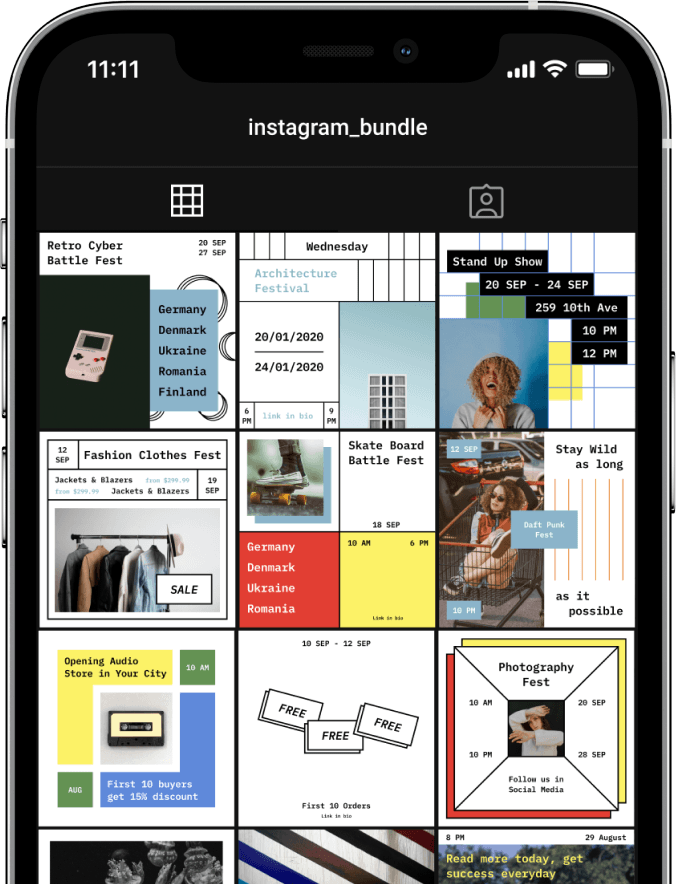 11:11
instagram_bundle
Retro Cyber
Battle Fest
20 SEP
27 SEP
Germany
Denmark
Ukraine
Romania
Finland
Wednesday
Architecture
Festival
20/01/2020
24/01/2020
6
PM
link in bio
9
PM
Stand Up Show
20 SEP - 24 SEP
259 10th Ave
10 PM
12 PM
12
SEP
Fashion Clothes Fest
Jackets & Blazers from $299.99
from $299.99 Jackets & Blazers
19
SEP
SALE
Skate Board
Battle Fest
18 SEP
Germany
Denmark
Ukraine
Romania
10 AM 6 PM
Link in bio
12 SEP
Stay Wild
as long
Daft Punk
Fest
10 PM
as it
possible
Opening Audio
Store in Your City
10 AM
AUG
First 10 buyers
get 15% discount
10 SEP - 12 SEP
FREE
FREE
FREE
First 10 Orders
Link in bio
Photography
Fest
10 AM
20 SEP
10 PM
28 SEP
Follow us in
Social Media
8 PM
29 August
Read more today, get
success everyday